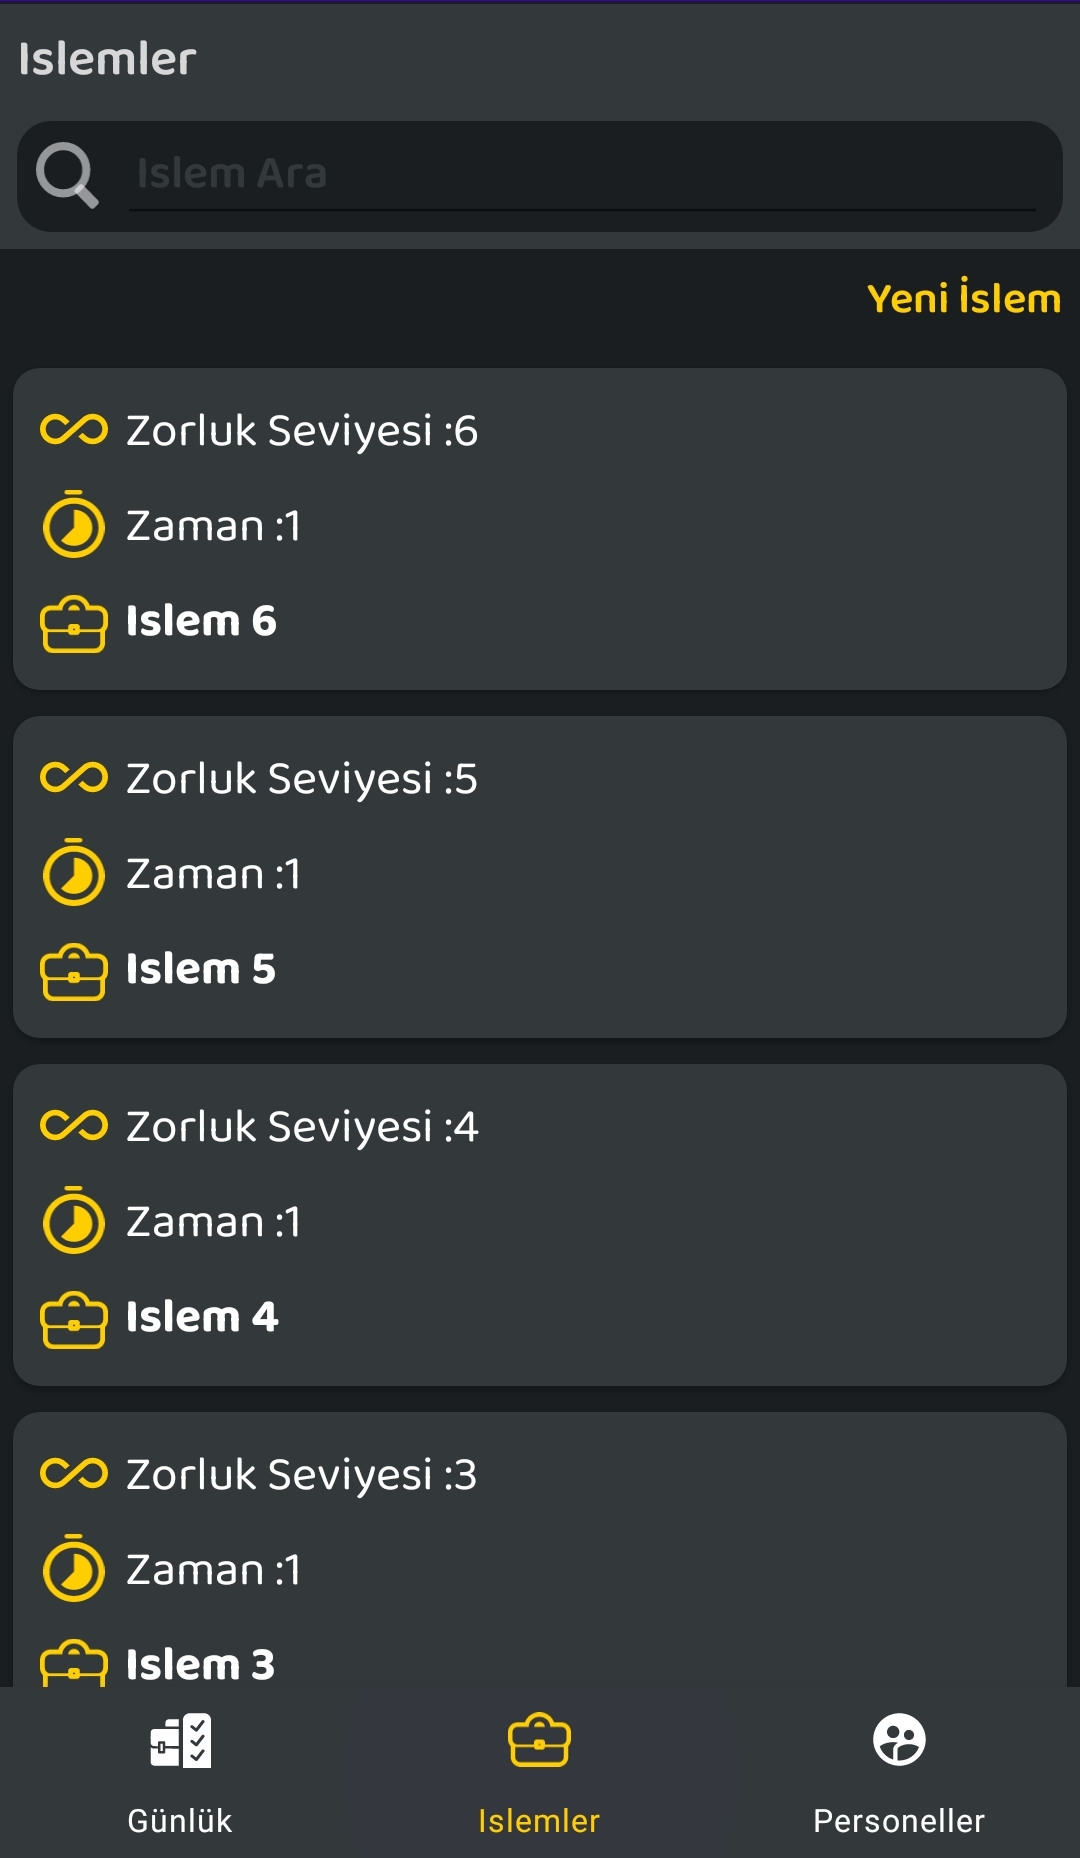 Islemler
Islem Ara
Yeni İslem
Zorluk Seviyesi :6
Zaman :1
Islem 6
Zorluk Seviyesi :5
Zaman :1
Islem 5
Zorluk Seviyesi :4
Zaman :1
Islem 4
Zorluk Seviyesi :3
Zaman :1
Islem 3
Günlük
Islemler
Personeller